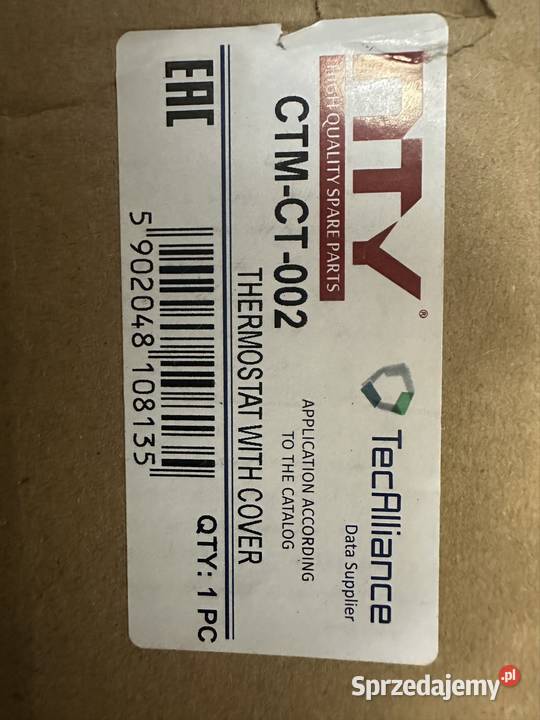 NTY®
HIGH QUALITY SPARE PARTS
TecAlliance
Data Supplier
CTM-CT-002
APPLICATION ACCORDING
TO THE CATALOG
THERMOSTAT WITH COVER
EAC
5 902048 108135
QTY: 1 PC
Sprzedajemy.pl